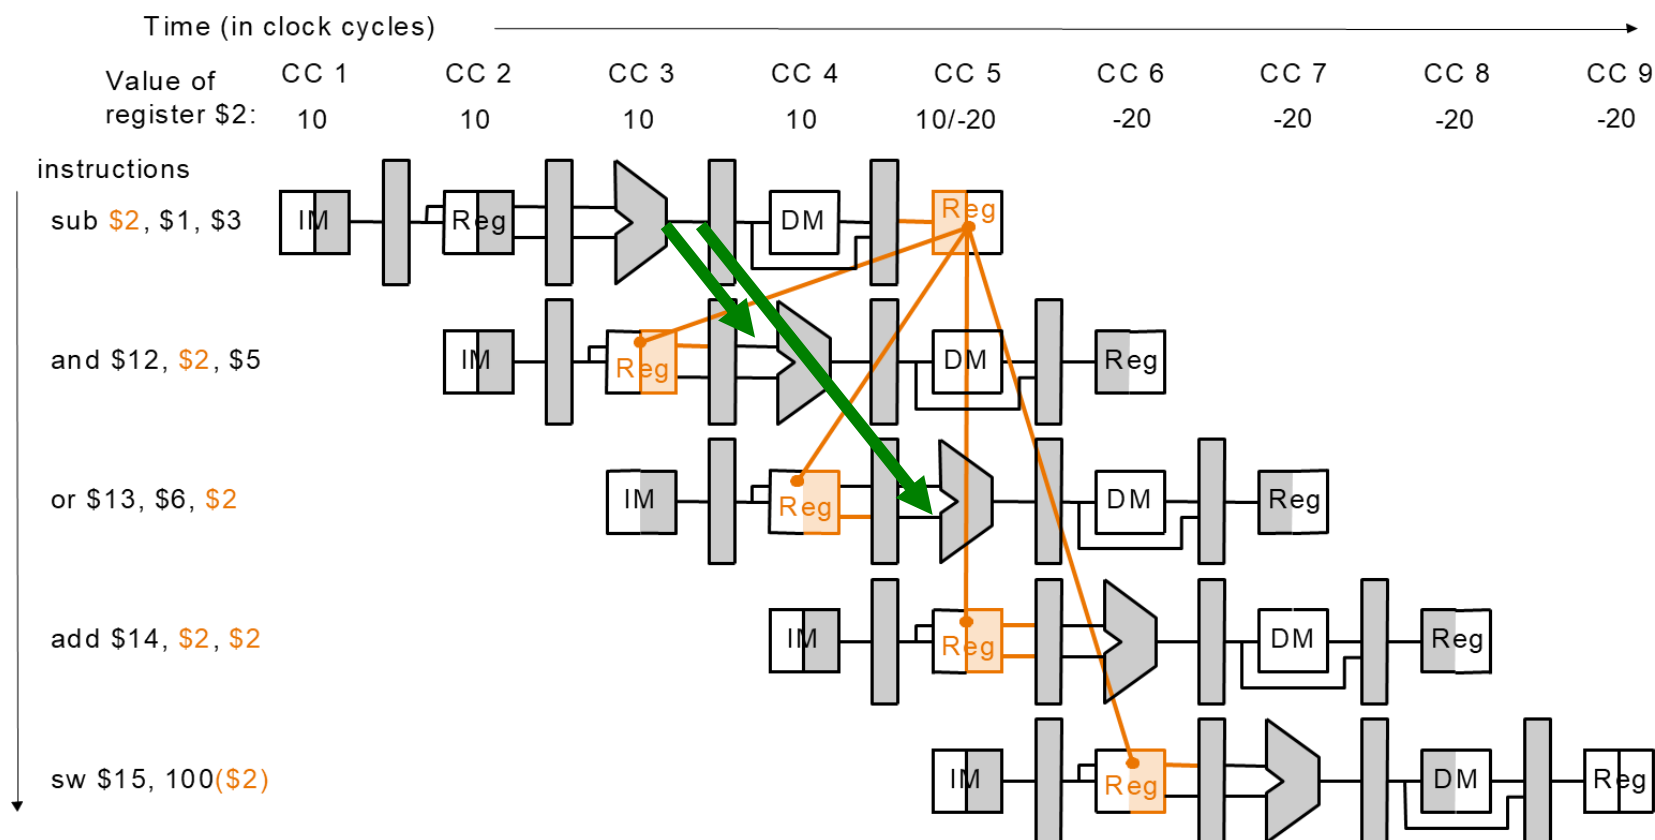 Time (in clock cycles)
Value of register $2:
CC 1 CC 2 CC 3 CC 4 CC 5 CC 6 CC 7 CC 8 CC 9
10 10 10 10 10/-20 -20 -20 -20 -20
instructions
sub $2, $1, $3
IM Reg DM Reg
and $12, $2, $5
IM Reg DM Reg
or $13, $6, $2
IM Reg DM Reg
add $14, $2, $2
IM Reg DM Reg
sw $15, 100($2)
IM Reg DM Reg